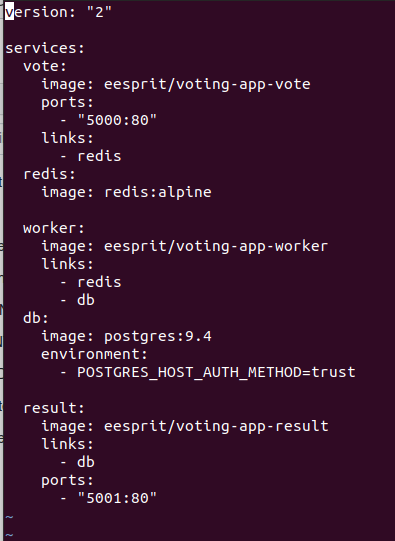 version: "2"

services:
  vote:
    image: eesprit/voting-app-vote
    ports:
      - "5000:80"
    links:
      - redis
  redis:
    image: redis:alpine

  worker:
    image: eesprit/voting-app-worker
    links:
      - redis
      - db
  db:
    image: postgres:9.4
    environment:
      - POSTGRES_HOST_AUTH_METHOD=trust

  result:
    image: eesprit/voting-app-result
    links:
      - db
    ports:
      - "5001:80"
~
~